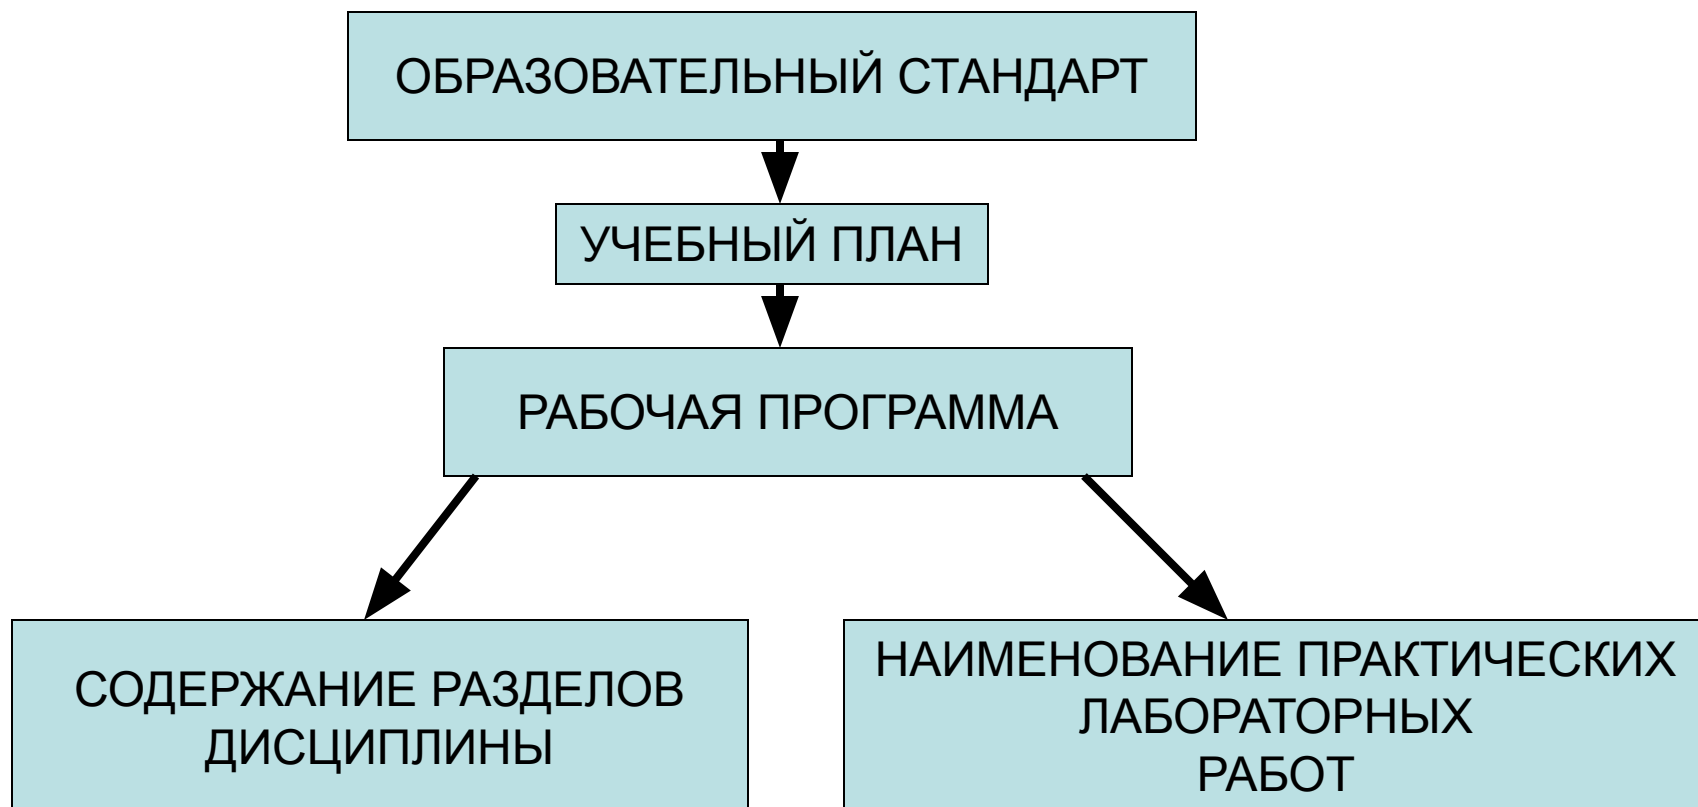 ОБРАЗОВАТЕЛЬНЫЙ СТАНДАРТ
УЧЕБНЫЙ ПЛАН
РАБОЧАЯ ПРОГРАММА
СОДЕРЖАНИЕ РАЗДЕЛОВ
ДИСЦИПЛИНЫ
НАИМЕНОВАНИЕ ПРАКТИЧЕСКИХ
ЛАБОРАТОРНЫХ
РАБОТ